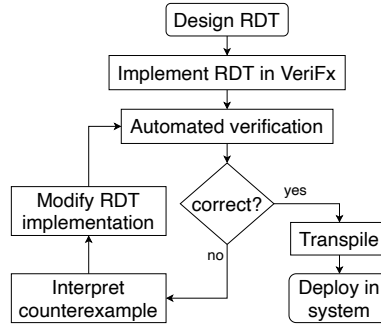 Design RDT
Implement RDT in VeriFx
Automated verification
correct?
yes
no
Modify RDT
implementation
Transpile
Interpret
counterexample
Deploy in
system